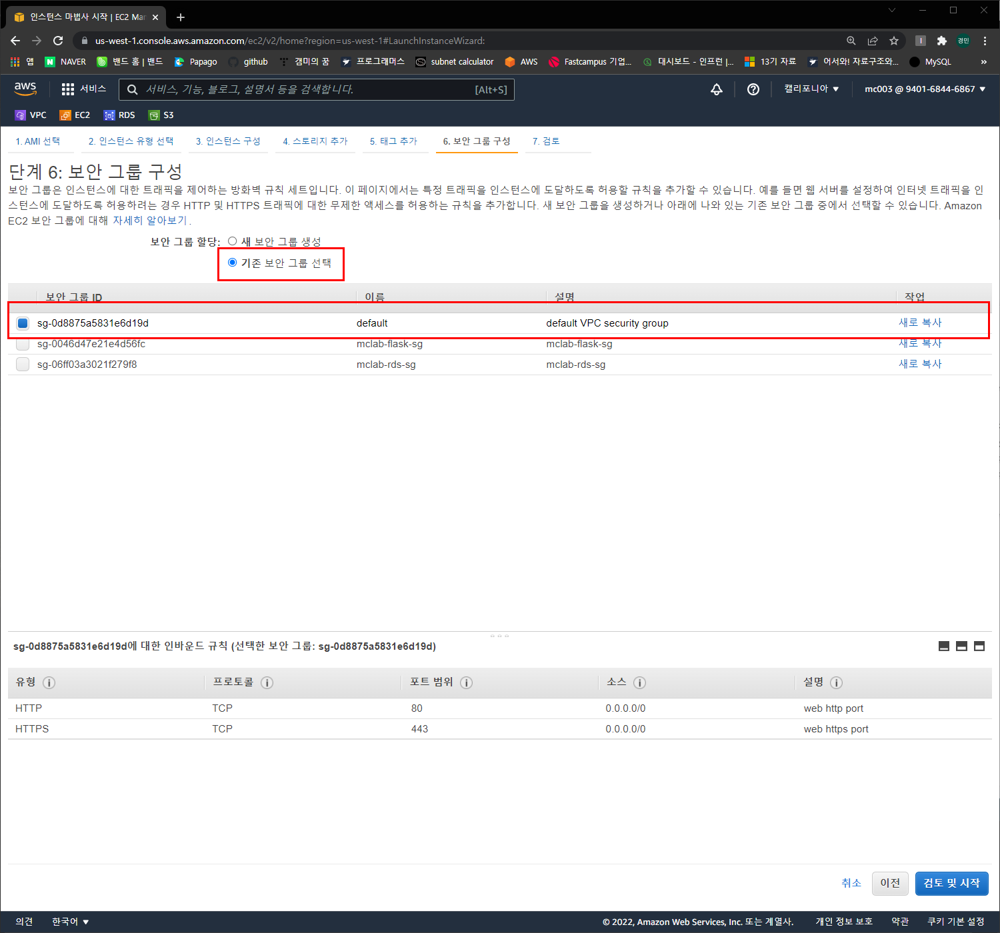 인스턴스 마법사 시작 | EC2 Mar
us-west-1.console.aws.amazon.com/ec2/v2/home?region=us-west-1#LaunchInstanceWizard:
경민
앱 NAVER 밴드 홈 | 밴드 Papago github 갬미의 꿈 프로그래머스 subnet calculator AWS Fastcampus 기업... 대시보드 - 인프런 |... 13기 자료 어서와! 자료구조와... MySQL »
aws 서비스 서비스, 기능, 블로그, 설명서 등을 검색합니다. [Alt+S] 캘리포니아 ▼ mc003 @ 9401-6844-6867 ▼
VPC EC2 RDS S3
1. AMI 선택 2. 인스턴스 유형 선택 3. 인스턴스 구성 4. 스토리지 추가 5. 태그 추가 6. 보안 그룹 구성 7. 검토
단계 6: 보안 그룹 구성
보안 그룹은 인스턴스에 대한 트래픽을 제어하는 방화벽 규칙 세트입니다. 이 페이지에서는 특정 트래픽을 인스턴스에 도달하도록 허용할 규칙을 추가할 수 있습니다. 예를 들면 웹 서버를 설정하여 인터넷 트래픽을 인
스턴스에 도달하도록 허용하려는 경우 HTTP 및 HTTPS 트래픽에 대한 무제한 액세스를 허용하는 규칙을 추가합니다. 새 보안 그룹을 생성하거나 아래에 나와 있는 기존 보안 그룹 중에서 선택할 수 있습니다. Amazon
EC2 보안 그룹에 대해 자세히 알아보기.
보안 그룹 할당: 새 보안 그룹 생성
기존 보안 그룹 선택
보안 그룹 ID 이름 설명 작업
sg-0d8875a5831e6d19d default default VPC security group 새로 복사
sg-0046d47e21e4d56fc mclab-flask-sg mclab-flask-sg 새로 복사
sg-06ff03a3021f279f8 mclab-rds-sg mclab-rds-sg 새로 복사
sg-0d8875a5831e6d19d에 대한 인바운드 규칙 (선택한 보안 그룹: sg-0d8875a5831e6d19d)
유형 프로토콜 포트 범위 소스 설명
HTTP TCP 80 0.0.0.0/0 web http port
HTTPS TCP 443 0.0.0.0/0 web https port
취소 이전 검토 및 시작
의견 한국어 ▼ © 2022, Amazon Web Services, Inc. 또는 계열사. 개인 정보 보호 약관 쿠키 기본 설정